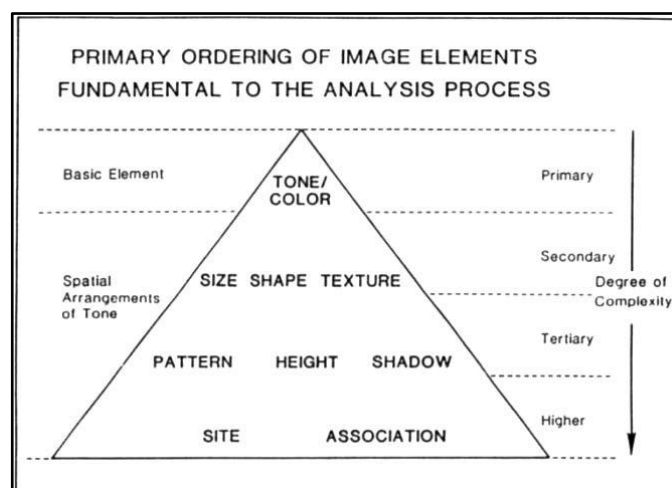 PRIMARY ORDERING OF IMAGE ELEMENTS
FUNDAMENTAL TO THE ANALYSIS PROCESS
Basic Element
TONE/
COLOR
Primary
Spatial
Arrangements
of Tone
SIZE SHAPE TEXTURE
Secondary
Degree of
Complexity
PATTERN HEIGHT SHADOW
Tertiary
SITE ASSOCIATION
Higher